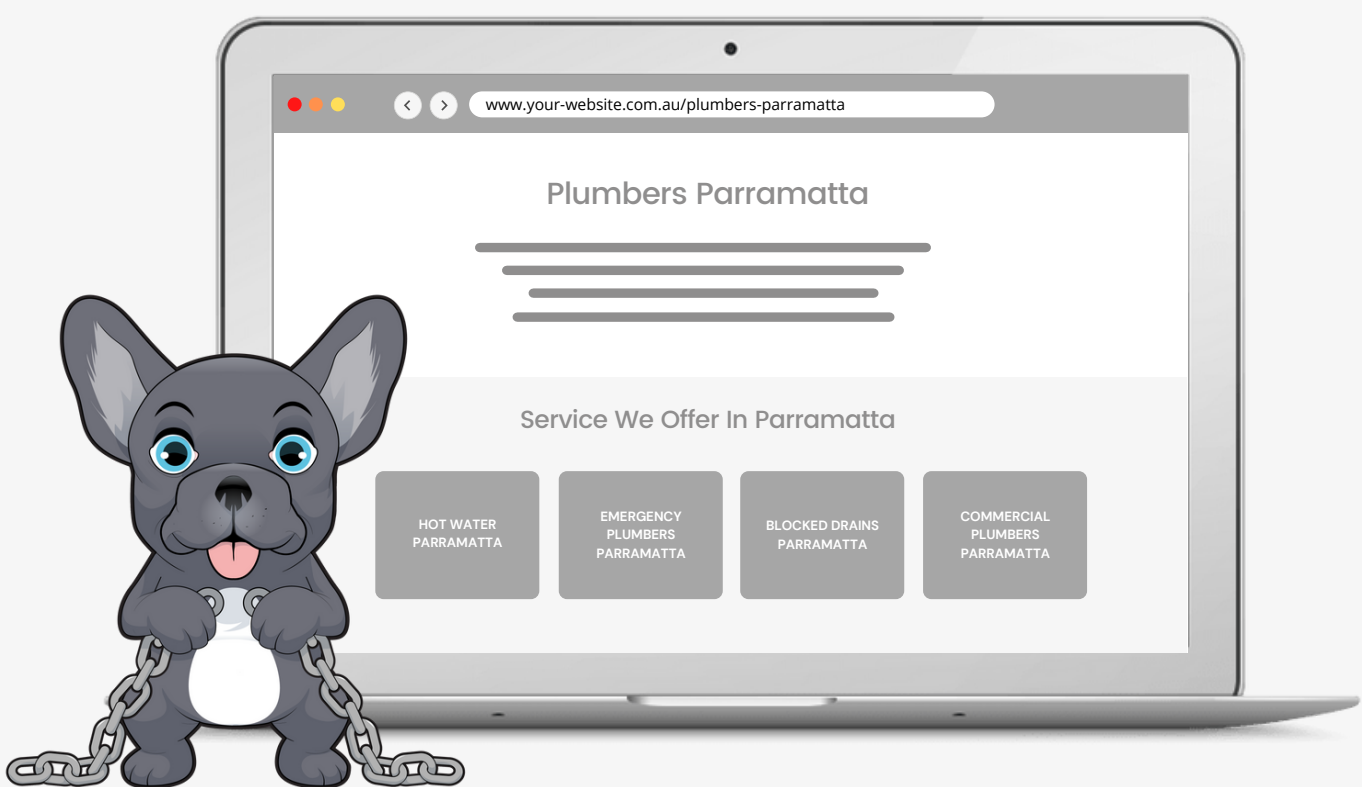 www.your-website.com.au/plumbers-parramatta
Plumbers Parramatta
Service We Offer In Parramatta
HOT WATER
PARRAMATTA
EMERGENCY
PLUMBERS
PARRAMATTA
BLOCKED DRAINS
PARRAMATTA
COMMERCIAL
PLUMBERS
PARRAMATTA